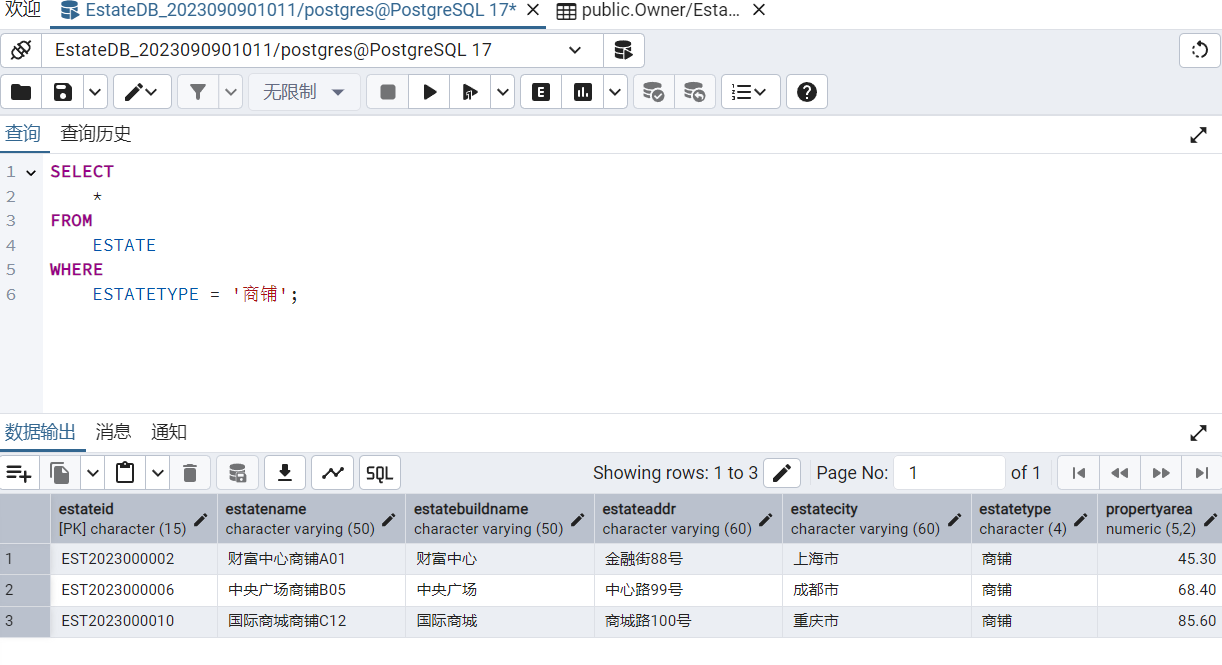 欢迎 EstateDB_2023090901011/postgres@PostgreSQL 17* public.Owner/Esta...
EstateDB_2023090901011/postgres@PostgreSQL 17
无限制 E
查询 查询历史
1 SELECT
2 *
3 FROM
4 ESTATE
5 WHERE
6 ESTATETYPE = '商铺';
数据输出 消息 通知
SQL Showing rows: 1 to 3 Page No: 1 of 1
estateid estatename estatebuildname estateaddr estatecity estatetype propertyarea
[PK] character (15) character varying (50) character varying (50) character varying (60) character varying (60) character (4) numeric (5,2)
1 EST2023000002 财富中心商铺A01 财富中心 金融街88号 上海市 商铺 45.30
2 EST2023000006 中央广场商铺B05 中央广场 中心路99号 成都市 商铺 68.40
3 EST2023000010 国际商城商铺C12 国际商城 商城路100号 重庆市 商铺 85.60